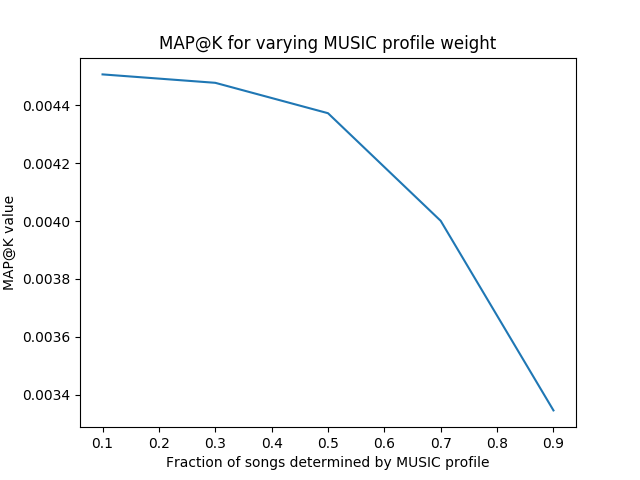 MAP@K for varying MUSIC profile weight
MAP@K value
0.0044
0.0042
0.0040
0.0038
0.0036
0.0034
0.1 0.2 0.3 0.4 0.5 0.6 0.7 0.8 0.9
Fraction of songs determined by MUSIC profile